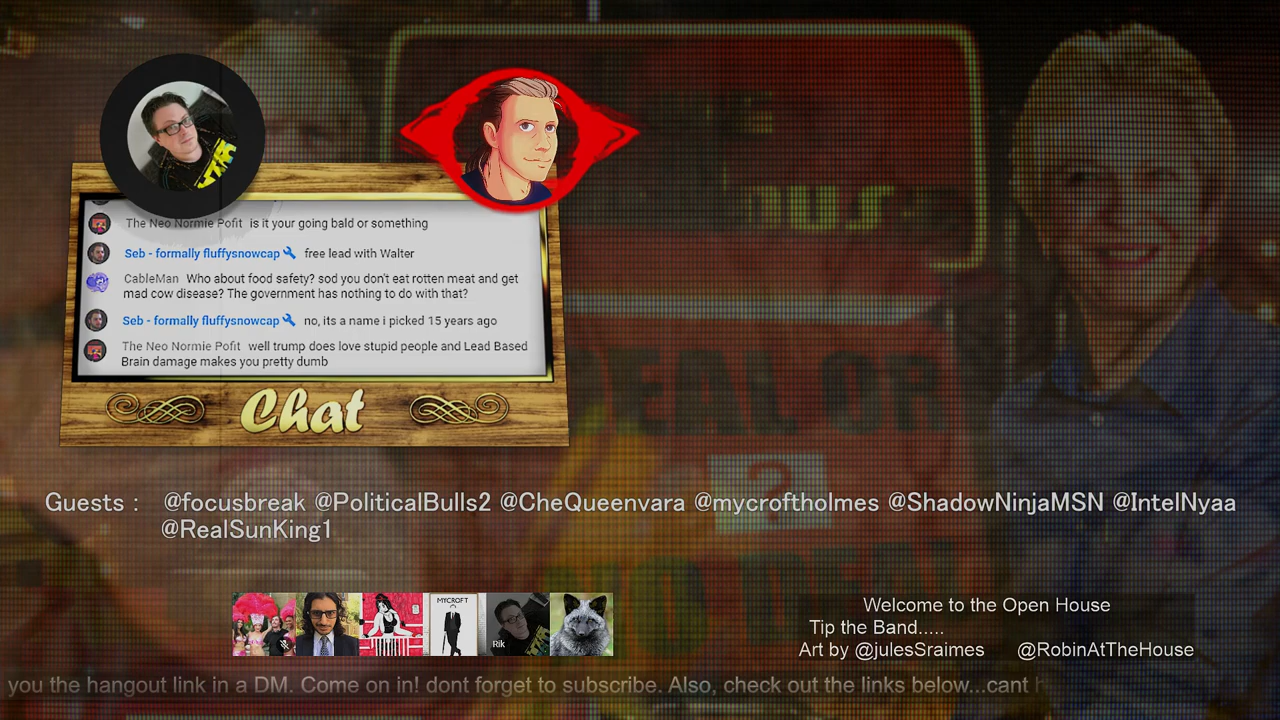 The Neo Normie Pofit is it your going bald or something
Seb - formally fluffysnowcap free lead with Walter
CableMan Who about food safety? sod you don't eat rotten meat and get
mad cow disease? The government has nothing to do with that?
Seb - formally fluffysnowcap no, its a name i picked 15 years ago
The Neo Normie Pofit well trump does love stupid people and Lead Based
Brain damage makes you pretty dumb
Chat
DEAL OR
?
NO DEAL
Guests : @focusbreak @PoliticalBulls2 @CheQueenvara @mycroftholmes @ShadowNinjaMSN @IntelNyaa
@RealSunKing1
MYCROFT
Rik
Welcome to the Open House
Tip the Band.....
Art by @julesSraimes @RobinAtTheHouse
you the hangout link in a DM. Come on in! dont forget to subscribe. Also, check out the links below...cant h